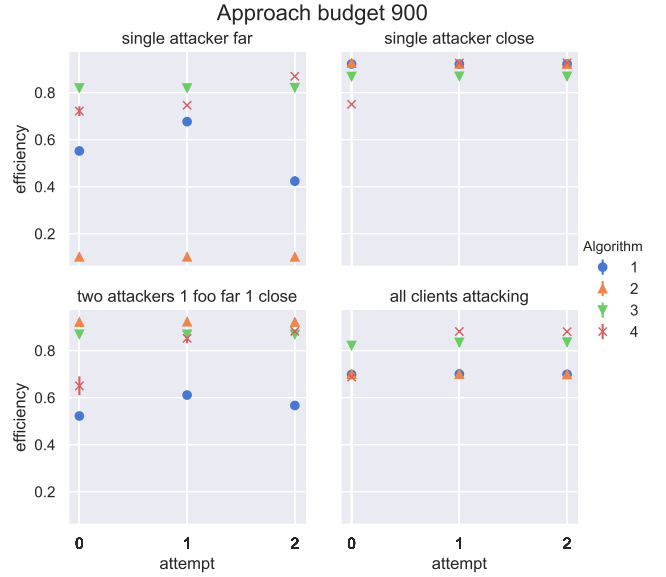 Approach budget 900
single attacker far
single attacker close
efficiency
0.8
0.6
0.4
0.2
Algorithm
1
2
3
4
two attackers 1 foo far 1 close
all clients attacking
efficiency
0.8
0.6
0.4
0.2
0 1 2
0 1 2
attempt
attempt